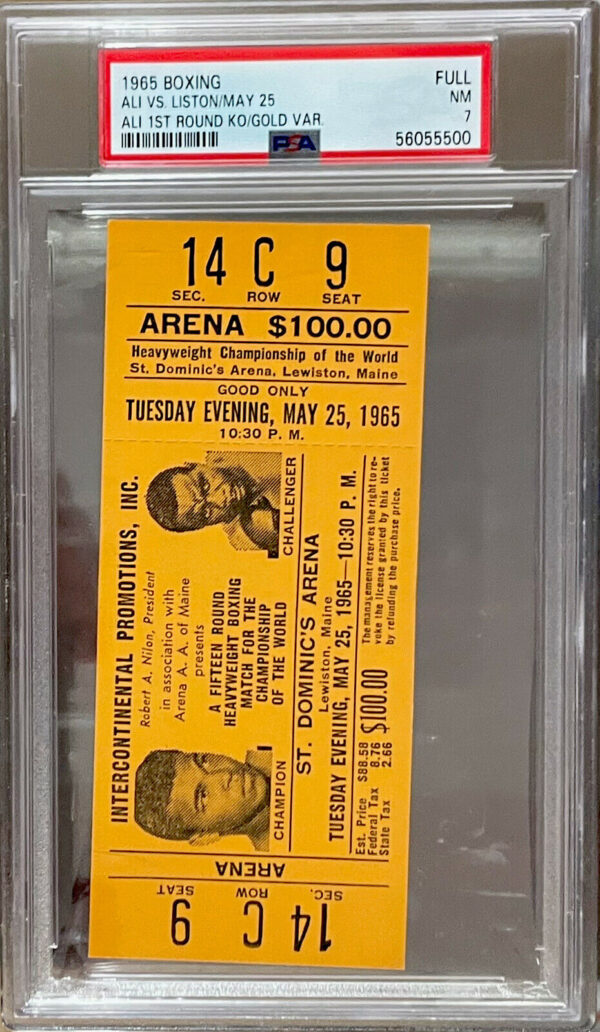 1965 BOXING
FULL
ALI VS. LISTON/MAY 25
NM
ALI 1ST ROUND KO/GOLD VAR.
7
PSA
56055500
14 C 9
SEC. ROW SEAT
ARENA $100.00
Heavyweight Championship of the World
St. Dominic's Arena, Lewiston, Maine
GOOD ONLY
TUESDAY EVENING, MAY 25, 1965
10:30 P. M.
INTERCONTINENTAL PROMOTIONS, INC.
Robert A. Nilon, President
in association with
Arena A. A. of Maine
presents
A FIFTEEN ROUND
HEAVYWEIGHT BOXING
MATCH FOR THE
CHAMPIONSHIP
OF THE WORLD
CHAMPION
CHALLENGER
ST. DOMINIC'S ARENA
Lewiston, Maine
TUESDAY EVENING, MAY 25, 1965—10:30 P. M.
Est. Price $88.58
Federal Tax 8.76
State Tax 2.66
$100.00
The management reserves the right to re-
voke the license granted by this ticket
by refunding the purchase price.
ARENA
SEC. ROW SEAT
14 C 9